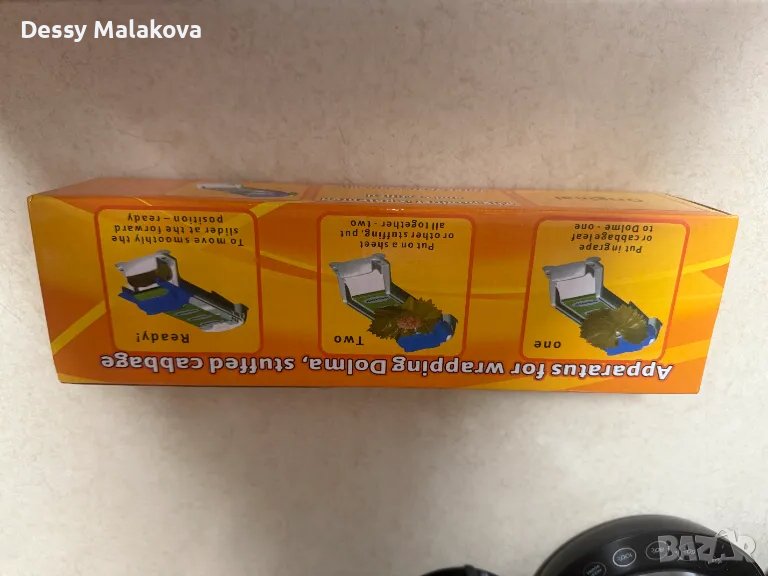 Dessy Malakova
Apparatus for wrapping Dolma, stuffed cabbage
one
Put in grape
or cabbage leaf
to Dolme - one
Two
Put on a sheet
or other stuffing, put
all together - two
Ready!
To move smoothly the
slider at the forward
position - ready
Original
BAZAR